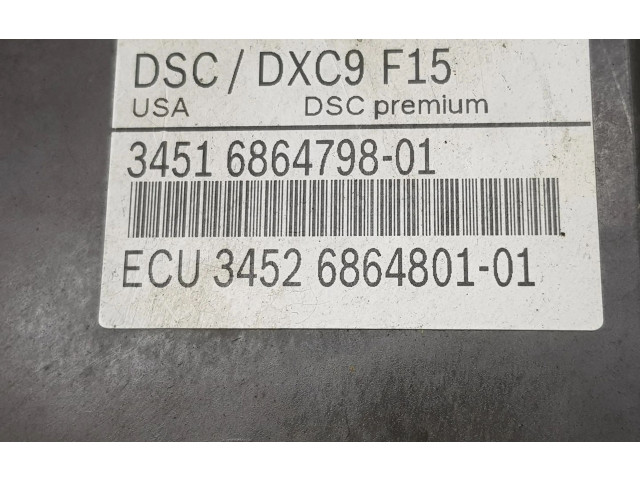 DSC / DXC9 F15
USA DSC premium
3451 6864798-01
ECU 3452 6864801-01